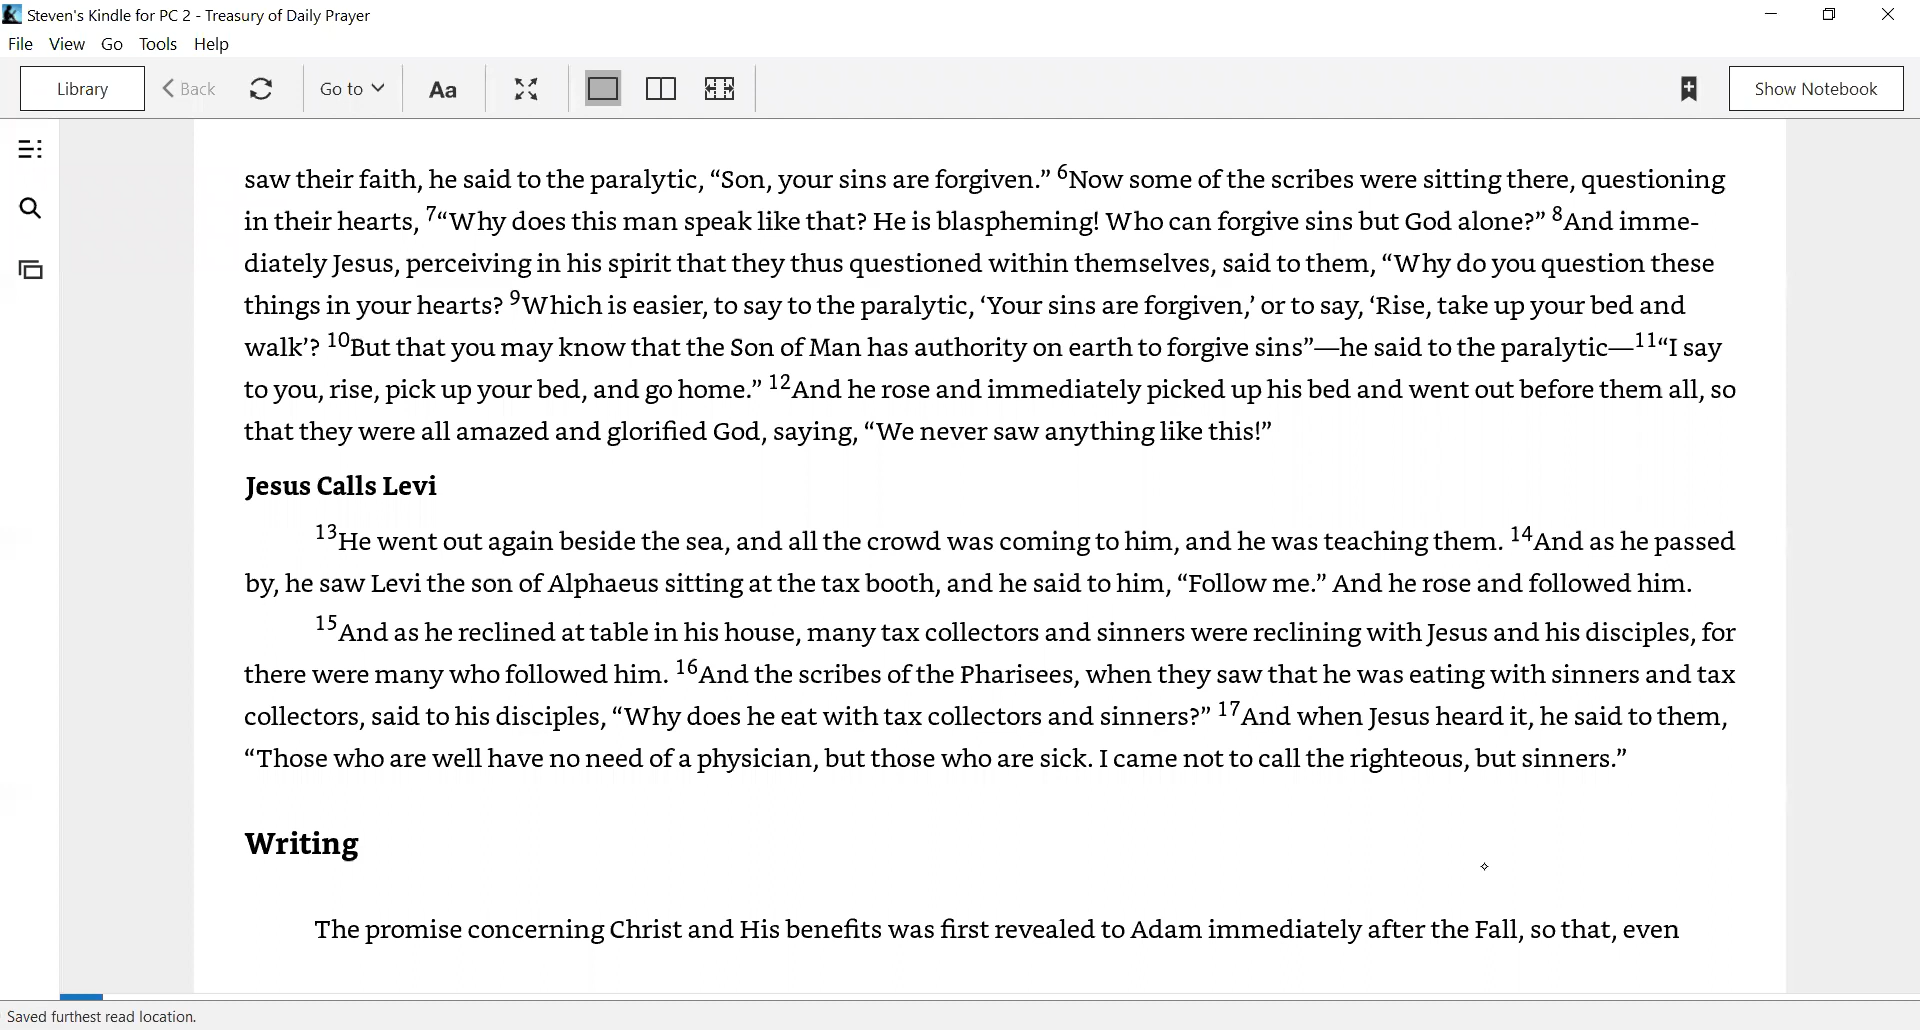 Steven's Kindle for PC 2 - Treasury of Daily Prayer
File View Go Tools Help
Library Back Go to Aa Show Notebook
saw their faith, he said to the paralytic, “Son, your sins are forgiven.” 6Now some of the scribes were sitting there, questioning
in their hearts, 7“Why does this man speak like that? He is blaspheming! Who can forgive sins but God alone?” 8And imme-
diately Jesus, perceiving in his spirit that they thus questioned within themselves, said to them, “Why do you question these
things in your hearts? 9Which is easier, to say to the paralytic, ‘Your sins are forgiven,’ or to say, ‘Rise, take up your bed and
walk’? 10But that you may know that the Son of Man has authority on earth to forgive sins”—he said to the paralytic—11“I say
to you, rise, pick up your bed, and go home.” 12And he rose and immediately picked up his bed and went out before them all, so
that they were all amazed and glorified God, saying, “We never saw anything like this!”
Jesus Calls Levi
13He went out again beside the sea, and all the crowd was coming to him, and he was teaching them. 14And as he passed
by, he saw Levi the son of Alphaeus sitting at the tax booth, and he said to him, “Follow me.” And he rose and followed him.
15And as he reclined at table in his house, many tax collectors and sinners were reclining with Jesus and his disciples, for
there were many who followed him. 16And the scribes of the Pharisees, when they saw that he was eating with sinners and tax
collectors, said to his disciples, “Why does he eat with tax collectors and sinners?” 17And when Jesus heard it, he said to them,
“Those who are well have no need of a physician, but those who are sick. I came not to call the righteous, but sinners.”
Writing
The promise concerning Christ and His benefits was first revealed to Adam immediately after the Fall, so that, even
Saved furthest read location.